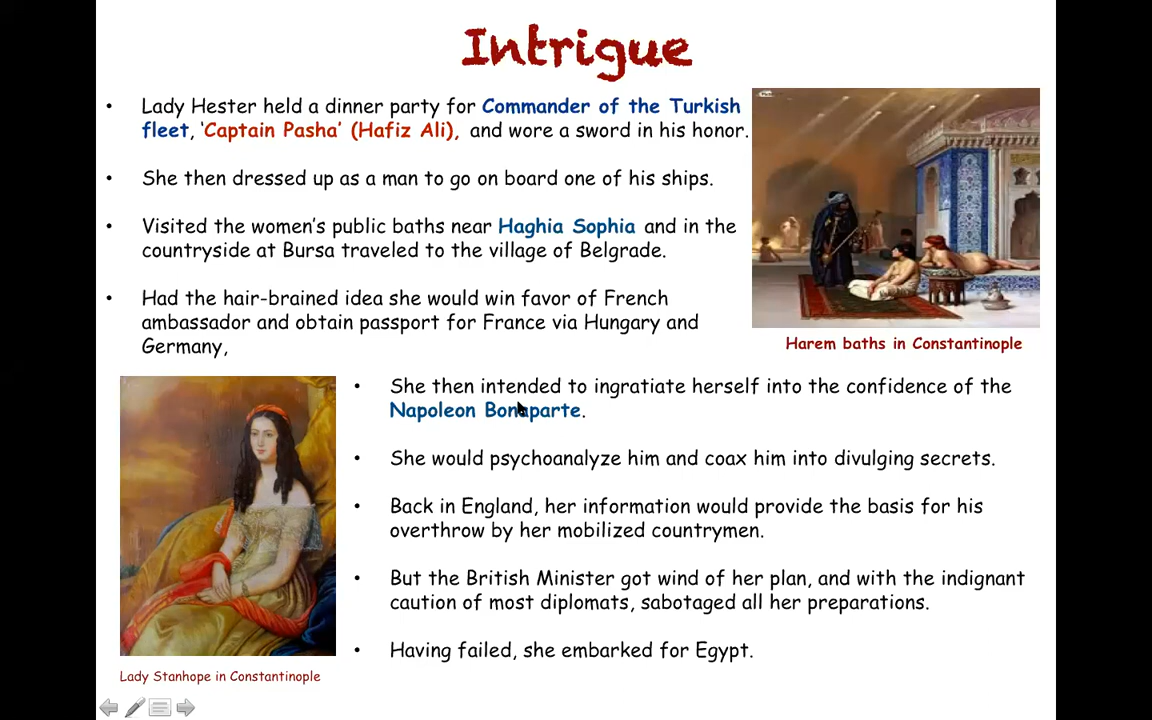 Intrigue
• Lady Hester held a dinner party for Commander of the Turkish
fleet, ‘Captain Pasha’ (Hafiz Ali), and wore a sword in his honor.
• She then dressed up as a man to go on board one of his ships.
• Visited the women’s public baths near Haghia Sophia and in the
countryside at Bursa traveled to the village of Belgrade.
• Had the hair-brained idea she would win favor of French
ambassador and obtain passport for France via Hungary and
Germany,
Harem baths in Constantinople
• She then intended to ingratiate herself into the confidence of the
Napoleon Bonaparte.
• She would psychoanalyze him and coax him into divulging secrets.
• Back in England, her information would provide the basis for his
overthrow by her mobilized countrymen.
• But the British Minister got wind of her plan, and with the indignant
caution of most diplomats, sabotaged all her preparations.
• Having failed, she embarked for Egypt.
Lady Stanhope in Constantinople